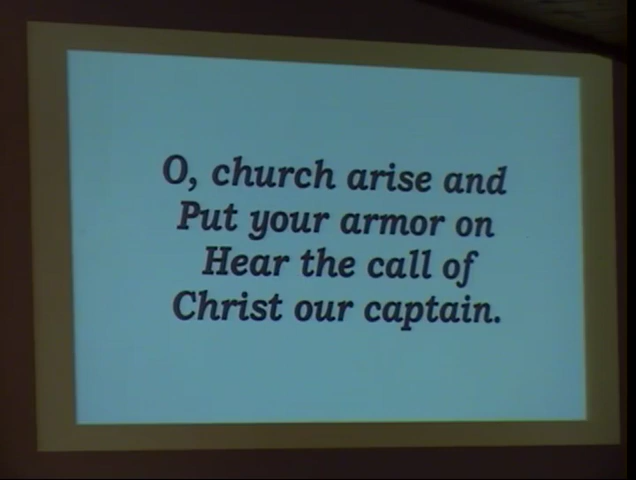 O, church arise and
Put your armor on
Hear the call of
Christ our captain.